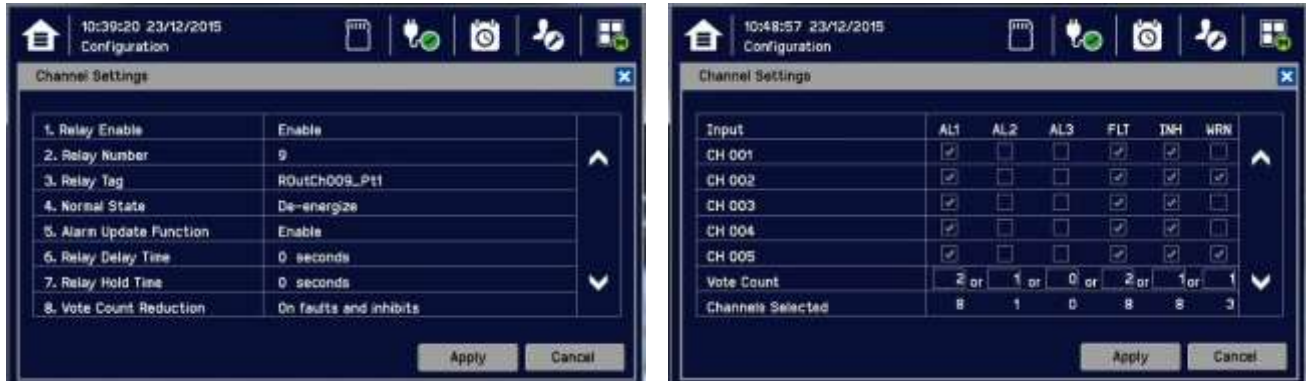 10:39:20 23/12/2015
Configuration
Channel Settings
1. Relay Enable Enable
2. Relay Number 9
3. Relay Tag ROutCh009_Pt1
4. Normal State De-energize
5. Alarm Update Function Enable
6. Relay Delay Time 0 seconds
7. Relay Hold Time 0 seconds
8. Vote Count Reduction On faults and inhibits
Apply Cancel
10:48:57 23/12/2015
Configuration
Channel Settings
Input AL1 AL2 AL3 FLT INH WRN
CH 001
CH 002
CH 003
CH 004
CH 005
Vote Count 2 or 1 or 0 or 2 or 1 or 1
Channels Selected 8 1 0 8 8 3
Apply Cancel